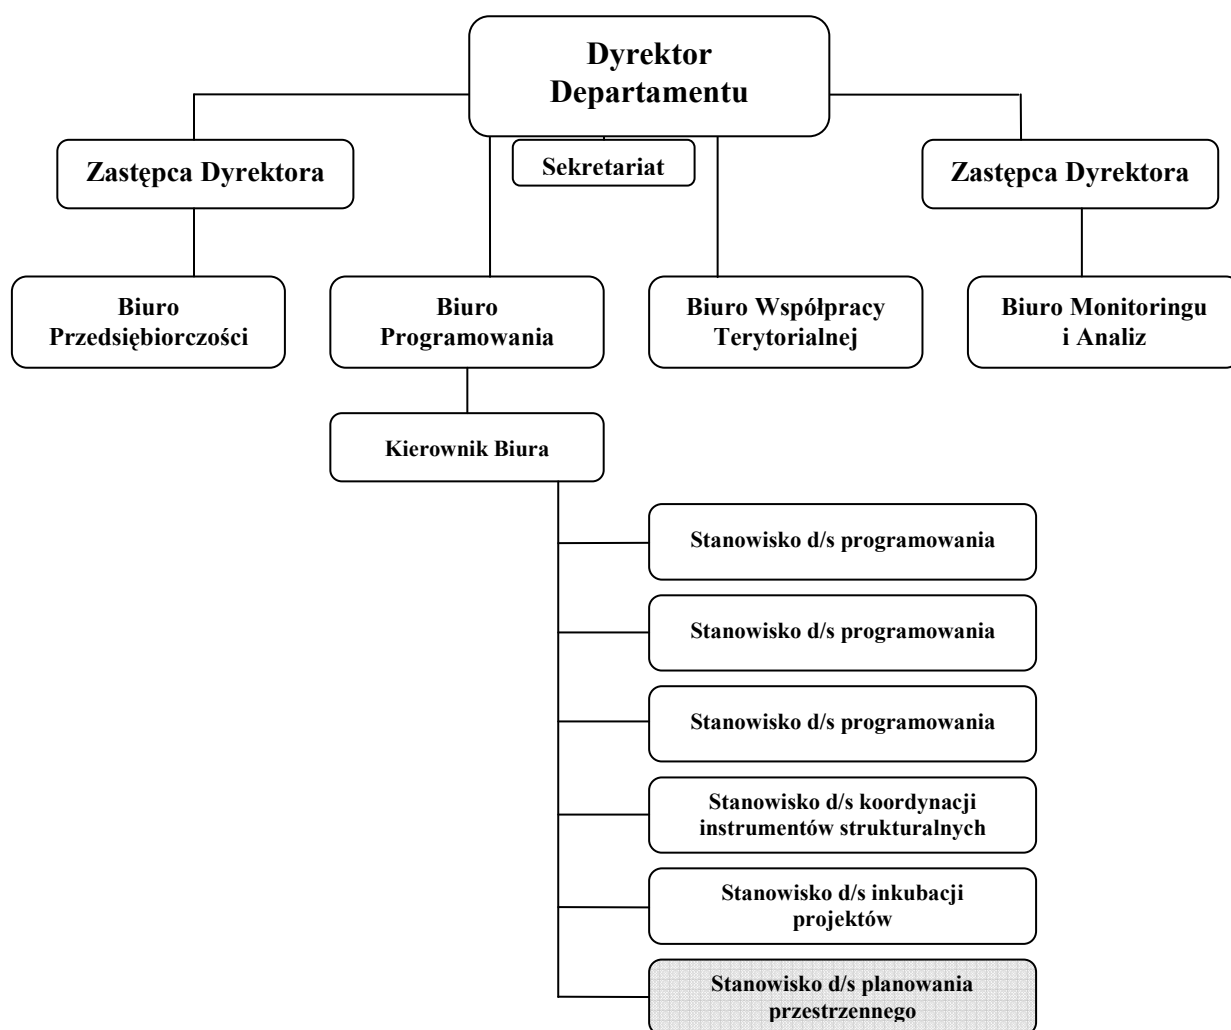 Dyrektor
Departamentu
Sekretariat
Zastępca Dyrektora
Zastępca Dyrektora
Biuro
Przedsiębiorczości
Biuro
Programowania
Biuro Współpracy
Terytorialnej
Biuro Monitoringu
i Analiz
Kierownik Biura
Stanowisko d/s programowania
Stanowisko d/s programowania
Stanowisko d/s programowania
Stanowisko d/s koordynacji
instrumentów strukturalnych
Stanowisko d/s inkubacji
projektów
Stanowisko d/s planowania
przestrzennego